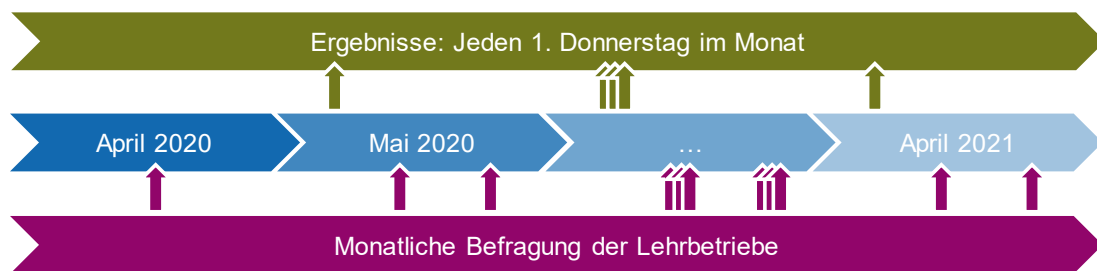 Ergebnisse: Jeden 1. Donnerstag im Monat
April 2020
Mai 2020
…
April 2021
Monatliche Befragung der Lehrbetriebe